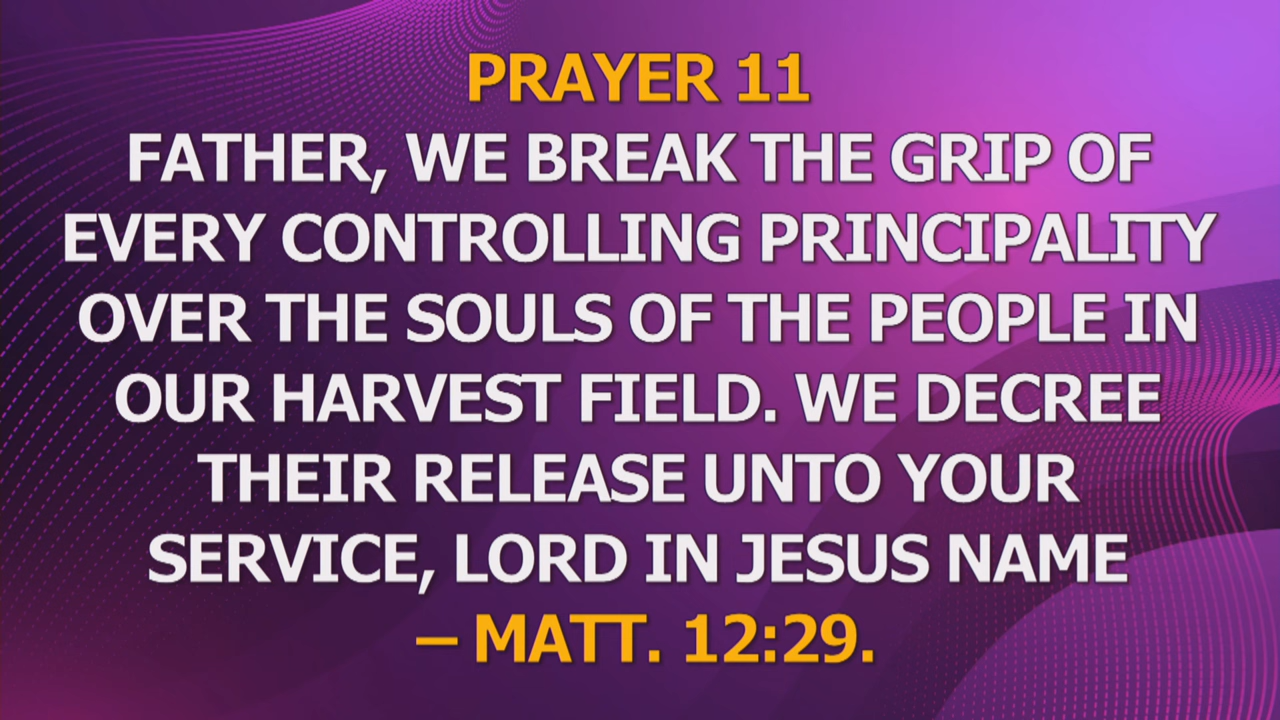 PRAYER 11
FATHER, WE BREAK THE GRIP OF
EVERY CONTROLLING PRINCIPALITY
OVER THE SOULS OF THE PEOPLE IN
OUR HARVEST FIELD. WE DECREE
THEIR RELEASE UNTO YOUR
SERVICE, LORD IN JESUS NAME
– MATT. 12:29.